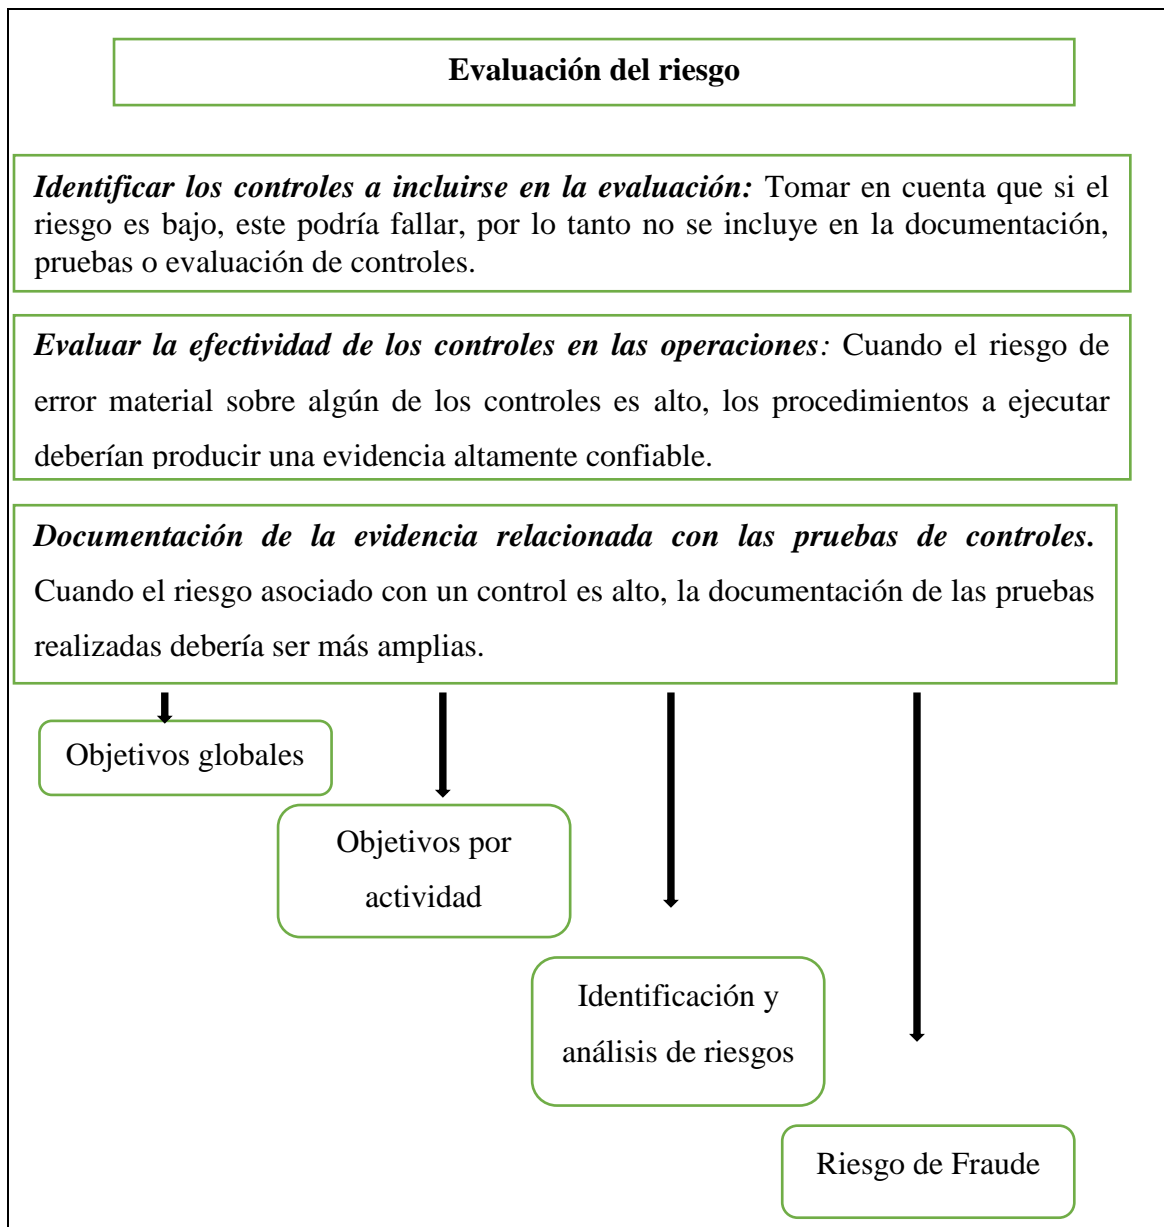 Evaluación del riesgo
Identificar los controles a incluirse en la evaluación: Tomar en cuenta que si el
riesgo es bajo, este podría fallar, por lo tanto no se incluye en la documentación,
pruebas o evaluación de controles.
Evaluar la efectividad de los controles en las operaciones: Cuando el riesgo de
error material sobre algún de los controles es alto, los procedimientos a ejecutar
deberían producir una evidencia altamente confiable.
Documentación de la evidencia relacionada con las pruebas de controles.
Cuando el riesgo asociado con un control es alto, la documentación de las pruebas
realizadas debería ser más amplias.
Objetivos globales
Objetivos por
actividad
Identificación y
análisis de riesgos
Riesgo de Fraude